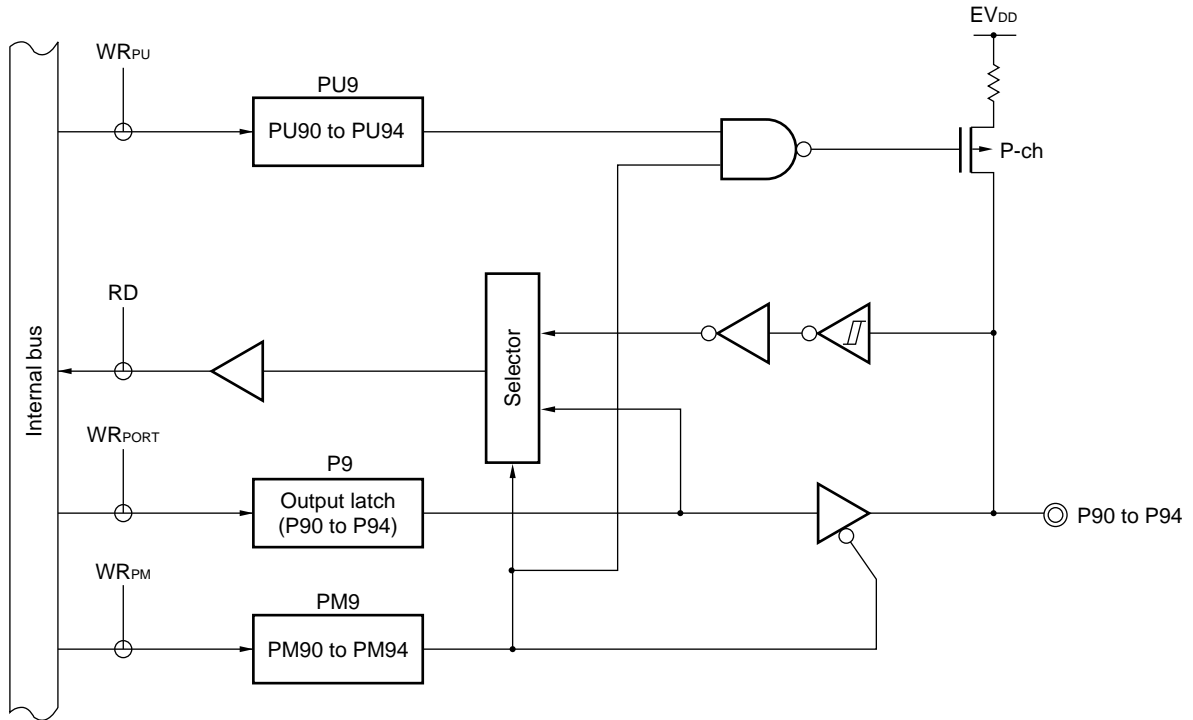 EVDD
WRPU
PU9
PU90 to PU94
P-ch
RD
Internal bus
Selector
WRPORT
P9
Output latch
(P90 to P94)
P90 to P94
WRPM
PM9
PM90 to PM94